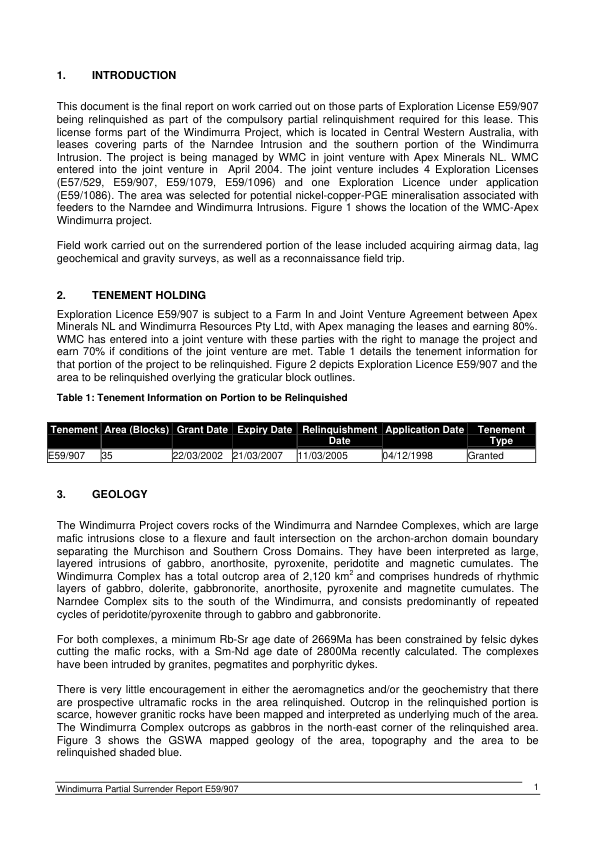 1. INTRODUCTION
This document is the final report on work carried out on those parts of Exploration License E59/907
being relinquished as part of the compulsory partial relinquishment required for this lease. This
license forms part of the Windimurra Project, which is located in Central Western Australia, with
leases covering parts of the Narndee Intrusion and the southern portion of the Windimurra
Intrusion. The project is being managed by WMC in joint venture with Apex Minerals NL. WMC
entered into the joint venture in April 2004. The joint venture includes 4 Exploration Licenses
(E57/529, E59/907, E59/1079, E59/1096) and one Exploration Licence under application
(E59/1086). The area was selected for potential nickel-copper-PGE mineralisation associated with
feeders to the Narndee and Windimurra Intrusions. Figure 1 shows the location of the WMC-Apex
Windimurra project.
Field work carried out on the surrendered portion of the lease included acquiring airmag data, lag
geochemical and gravity surveys, as well as a reconnaissance field trip.
2. TENEMENT HOLDING
Exploration Licence E59/907 is subject to a Farm In and Joint Venture Agreement between Apex
Minerals NL and Windimurra Resources Pty Ltd, with Apex managing the leases and earning 80%.
WMC has entered into a joint venture with these parties with the right to manage the project and
earn 70% if conditions of the joint venture are met. Table 1 details the tenement information for
that portion of the project to be relinquished. Figure 2 depicts Exploration Licence E59/907 and the
area to be relinquished overlying the graticular block outlines.
Table 1: Tenement Information on Portion to be Relinquished
Tenement Area (Blocks) Grant Date Expiry Date Relinquishment Application Date Tenement
Date Type
E59/907 35 22/03/2002 21/03/2007 11/03/2005 04/12/1998 Granted
3. GEOLOGY
The Windimurra Project covers rocks of the Windimurra and Narndee Complexes, which are large
mafic intrusions close to a flexure and fault intersection on the archon-archon domain boundary
separating the Murchison and Southern Cross Domains. They have been interpreted as large,
layered intrusions of gabbro, anorthosite, pyroxenite, peridotite and magnetic cumulates. The
Windimurra Complex has a total outcrop area of 2,120 km² and comprises hundreds of rhythmic
layers of gabbro, dolerite, gabbronorite, anorthosite, pyroxenite and magnetite cumulates. The
Narndee Complex sits to the south of the Windimurra, and consists predominantly of repeated
cycles of peridotite/pyroxenite through to gabbro and gabbronorite.
For both complexes, a minimum Rb-Sr age date of 2669Ma has been constrained by felsic dykes
cutting the mafic rocks, with a Sm-Nd age date of 2800Ma recently calculated. The complexes
have been intruded by granites, pegmatites and porphyritic dykes.
There is very little encouragement in either the aeromagnetics and/or the geochemistry that there
are prospective ultramafic rocks in the area relinquished. Outcrop in the relinquished portion is
scarce, however granitic rocks have been mapped and interpreted as underlying much of the area.
The Windimurra Complex outcrops as gabbros in the north-east corner of the relinquished area.
Figure 3 shows the GSWA mapped geology of the area, topography and the area to be
relinquished shaded blue.
Windimurra Partial Surrender Report E59/907 1